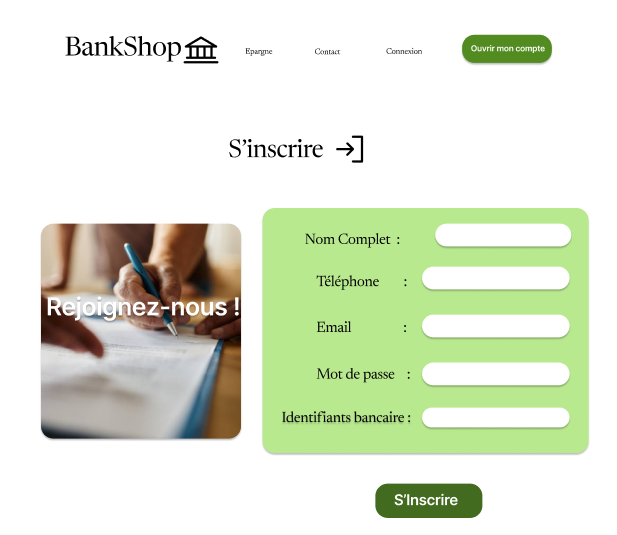 BankShop
Epargne
Contact
Connexion
Ouvrir mon compte
S'inscrire
Rejoignez-nous !
Nom Complet :
Téléphone :
Email :
Mot de passe :
Identifiants bancaire :
S'Inscrire